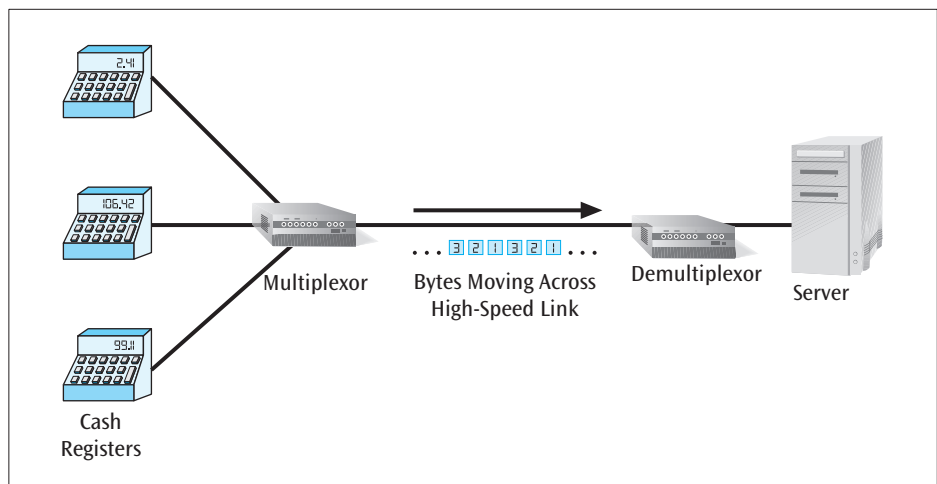 2.41
106.42
99.11
Cash
Registers
Multiplexor
... 3 2 1 3 2 1 ...
Bytes Moving Across
High-Speed Link
Demultiplexor
Server